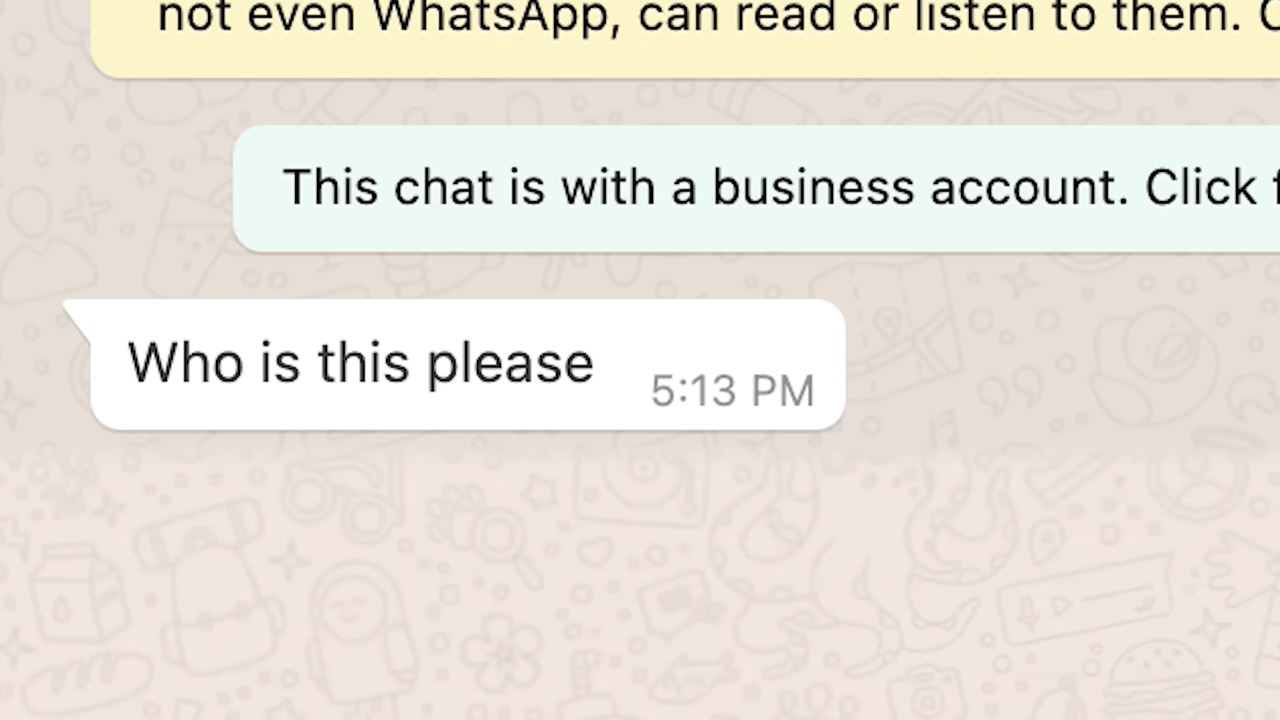 not even WhatsApp, can read or listen to them.
This chat is with a business account. Click
Who is this please
5:13 PM